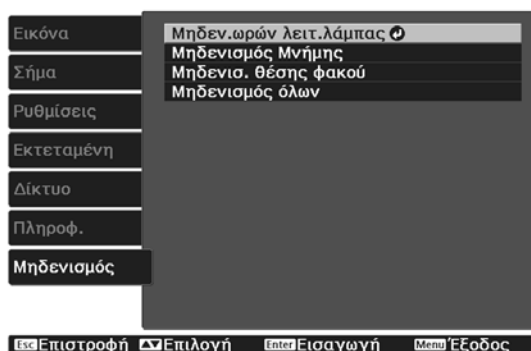 Εικόνα
Σήμα
Ρυθμίσεις
Εκτεταμένη
Δίκτυο
Πληροφ.
Μηδενισμός
Μηδεν.ωρών λειτ.λάμπας
Μηδενισμός Μνήμης
Μηδενισ. θέσης φακού
Μηδενισμός όλων
Esc Επιστροφή Επιλογή Enter Εισαγωγή Menu Έξοδος